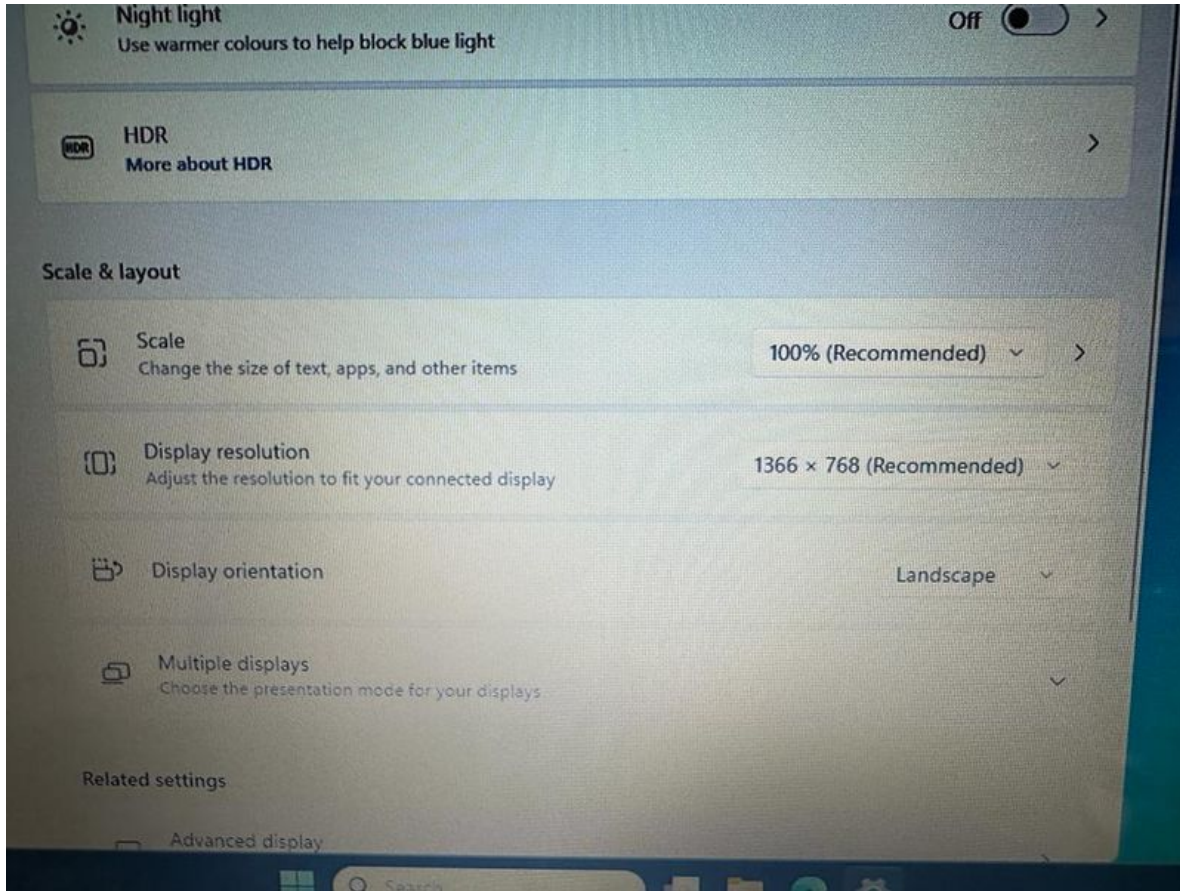 Night light
Off
Use warmer colours to help block blue light
HDR
HDR
More about HDR
Scale & layout
Scale
100% (Recommended)
Change the size of text, apps, and other items
Display resolution
1366 × 768 (Recommended)
Adjust the resolution to fit your connected display
Display orientation
Landscape
Multiple displays
Choose the presentation mode for your displays
Related settings
Advanced display
Search